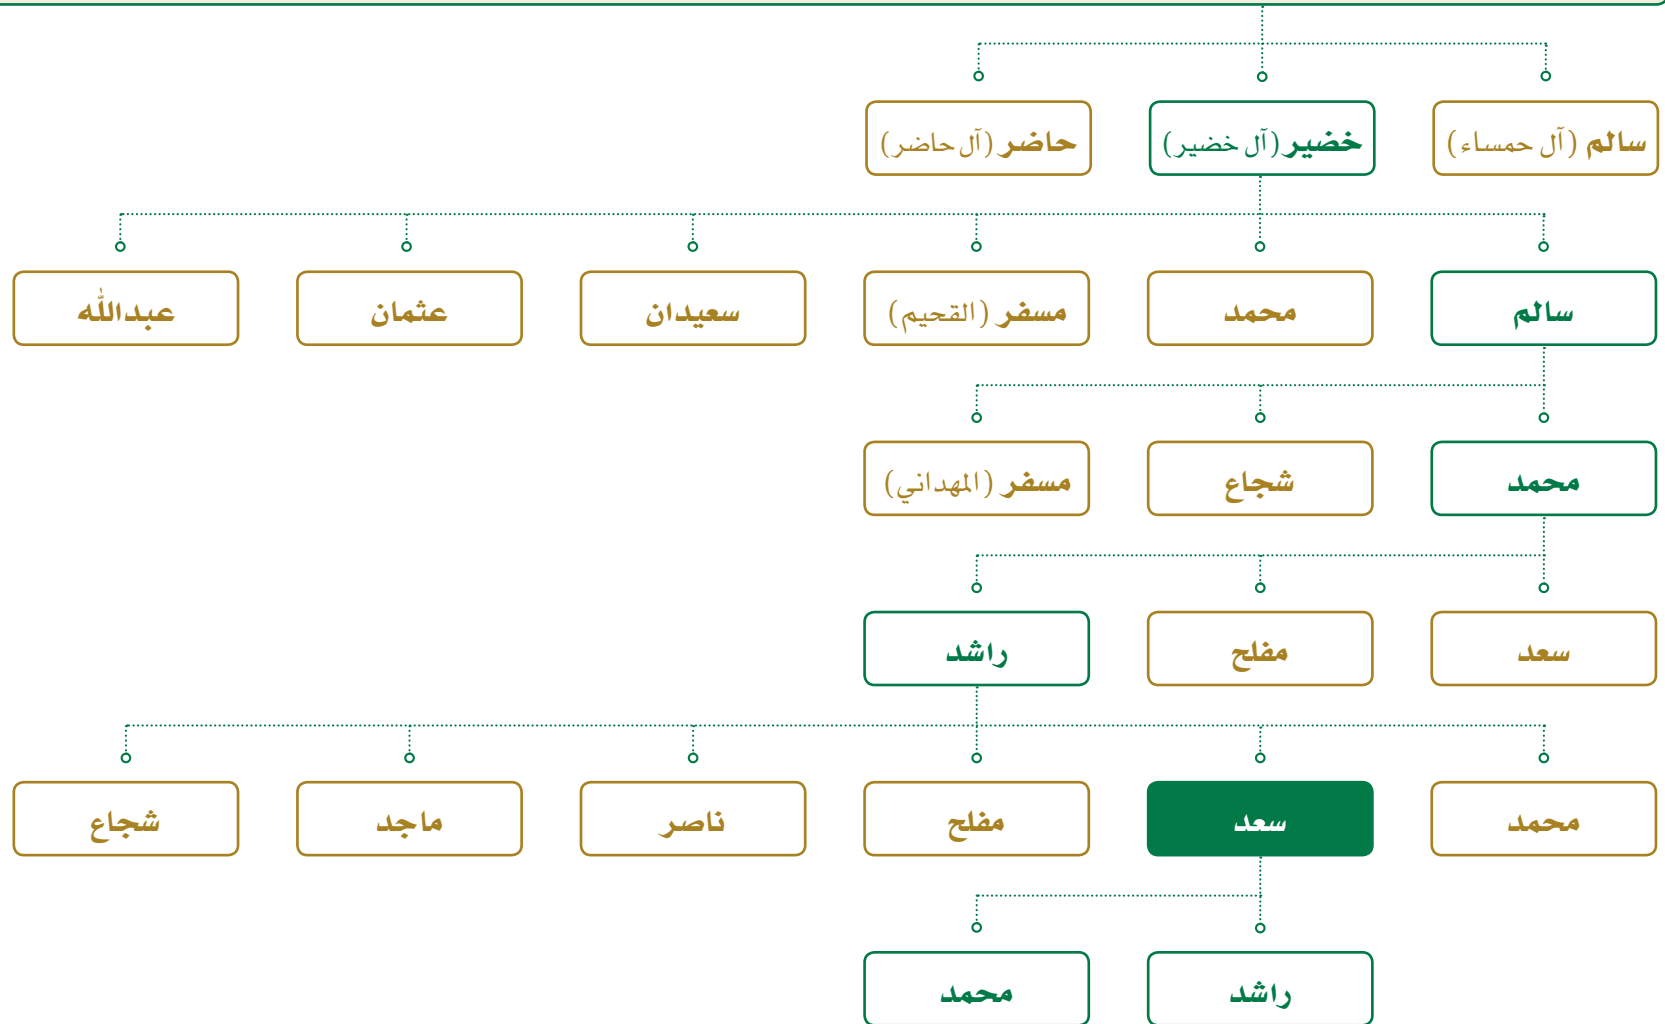 سالم (آل حمساء)
خضير (آل خضير)
حاضر (آل حاضر)
سالم
محمد
مسفر (القحيم)
سعيدان
عثمان
عبدالله
محمد
شجاع
مسفر (المهداني)
سعد
مفلح
راشد
محمد
سعد
مفلح
ناصر
ماجد
شجاع
راشد
محمد